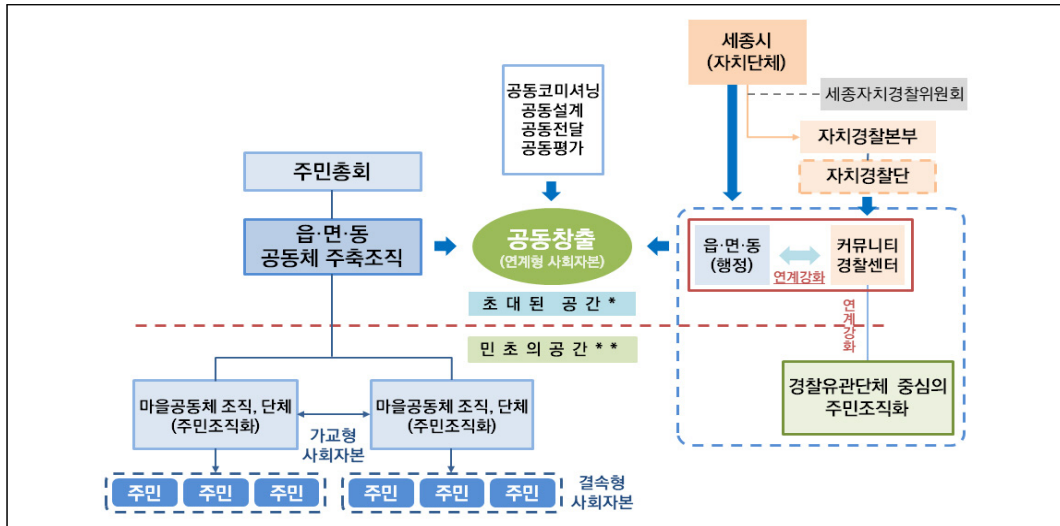 세종시
(자치단체)
세종자치경찰위원회
자치경찰본부
자치경찰단
공동코미셔닝
공동설계
공동전달
공동평가
주민총회
읍·면·동
공동체 주축조직
공동창출
(연계형 사회자본)
읍·면·동
(행정)
연계강화
커뮤니티
경찰센터
초대된 공간*
연계강화
민초의공간**
경찰유관단체 중심의
주민조직화
마을공동체 조직, 단체
(주민조직화)
가교형
사회자본
마을공동체 조직, 단체
(주민조직화)
주민 주민 주민
주민 주민 주민
결속형
사회자본